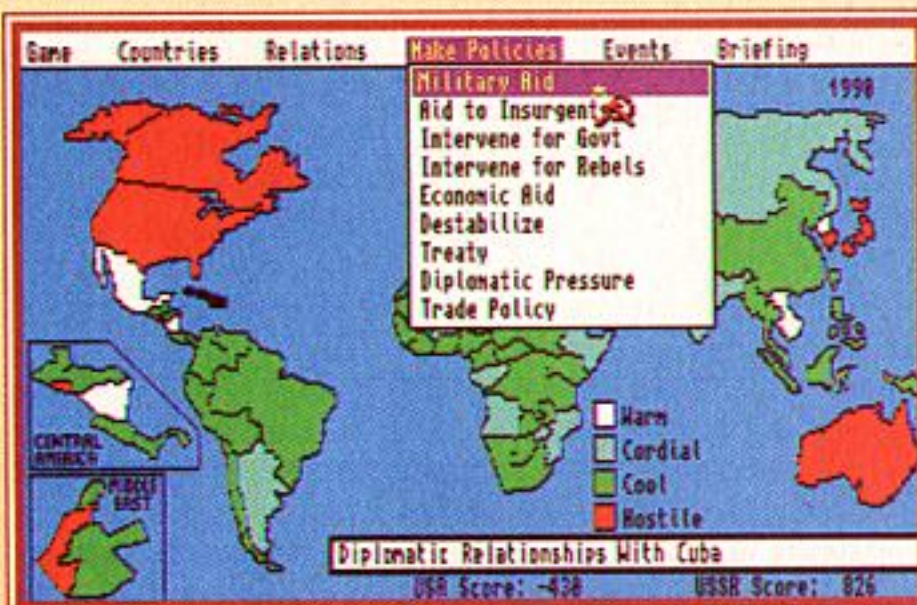 Game Countries Relations Make Policies Events Briefing
Military Aid
1990
Aid to Insurgents
Intervene for Govt
Intervene for Rebels
Economic Aid
Destabilize
Treaty
Diplomatic Pressure
Trade Policy
CENTRAL
AMERICA
MIDDLE
EAST
Warm
Cordial
Cool
Hostile
Diplomatic Relationships With Cuba
USA Score: -430 USSR Score: 826